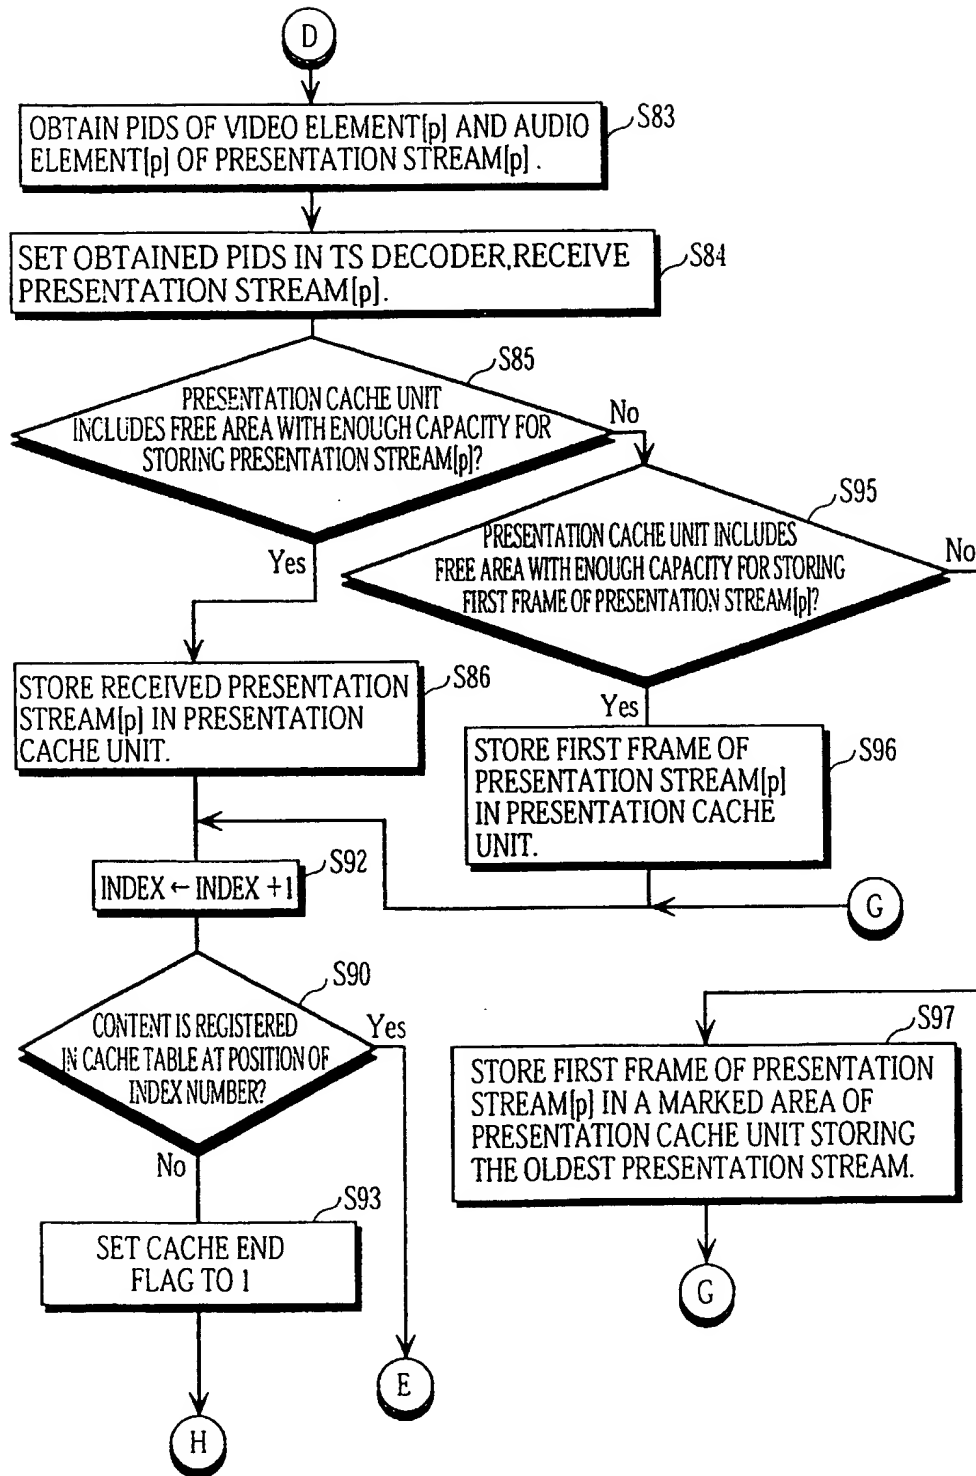 D
S83
OBTAIN PIDS OF VIDEO ELEMENT[p] AND AUDIO
ELEMENT[p] OF PRESENTATION STREAM[p] .
S84
SET OBTAINED PIDS IN TS DECODER,RECEIVE
PRESENTATION STREAM[p].
S85
PRESENTATION CACHE UNIT
INCLUDES FREE AREA WITH ENOUGH CAPACITY FOR
STORING PRESENTATION STREAM[p]?
No
Yes
S95
PRESENTATION CACHE UNIT INCLUDES
FREE AREA WITH ENOUGH CAPACITY FOR STORING
FIRST FRAME OF PRESENTATION STREAM[p]?
No
Yes
S86
STORE RECEIVED PRESENTATION
STREAM[p] IN PRESENTATION
CACHE UNIT.
S96
STORE FIRST FRAME OF
PRESENTATION STREAM[p]
IN PRESENTATION CACHE
UNIT.
S92
INDEX ← INDEX +1
G
S90
CONTENT IS REGISTERED
IN CACHE TABLE AT POSITION OF
INDEX NUMBER?
Yes
No
S97
STORE FIRST FRAME OF PRESENTATION
STREAM[p] IN A MARKED AREA OF
PRESENTATION CACHE UNIT STORING
THE OLDEST PRESENTATION STREAM.
S93
SET CACHE END
FLAG TO 1
G
E
H